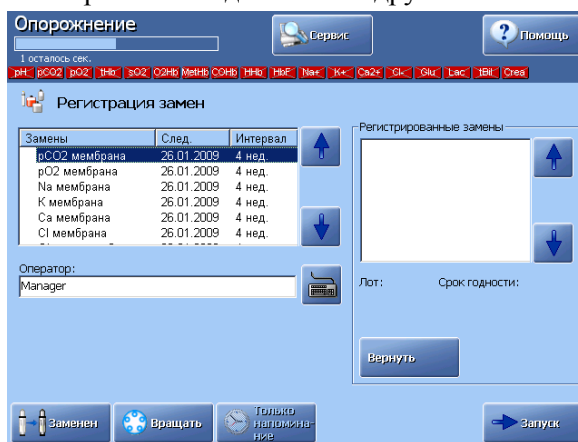 Опорожнение
Сервис
Помощь
1 осталось сек.
pH pCO2 pO2 tHb sO2 O2Hb MetHb COHb HHb HbF Na+ K+ Ca2+ Cl- Glu Lac tBil Crea
Регистрация замен
Замены След. Интервал
pCO2 мембрана 26.01.2009 4 нед.
pO2 мембрана 26.01.2009 4 нед.
Na мембрана 26.01.2009 4 нед.
K мембрана 26.01.2009 4 нед.
Ca мембрана 26.01.2009 4 нед.
Cl мембрана 26.01.2009 4 нед.
Регистрированные замены
Оператор:
Manager
Лот: Срок годности:
Вернуть
Заменен
Вращать
Только
напомина-
ние
Запуск